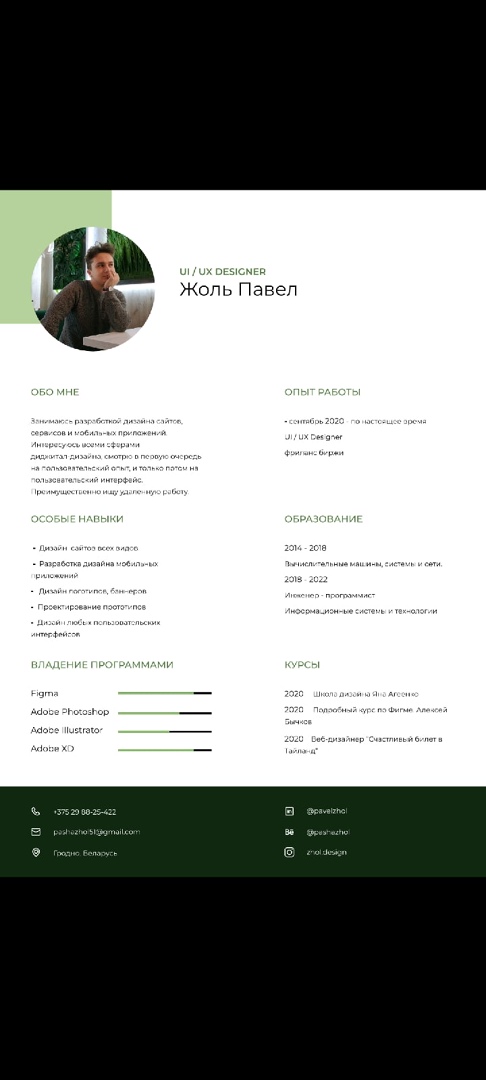 UI / UX DESIGNER
Жоль Павел
ОБО МНЕ
Занимаюсь разработкой дизайна сайтов,
сервисов и мобильных приложений.
Интересуюсь всеми сферами
диджитал-дизайна, смотрю в первую очередь
на пользовательский опыт, и только потом на
пользовательский интерфейс.
Преимущественно ищу удаленную работу.
ОПЫТ РАБОТЫ
- сентябрь 2020 - по настоящее время
UI / UX Designer
фриланс биржи
ОСОБЫЕ НАВЫКИ
- Дизайн сайтов всех видов
- Разработка дизайна мобильных
приложений
- Дизайн логотипов, баннеров
- Проектирование прототипов
- Дизайн любых пользовательских
интерфейсов
ОБРАЗОВАНИЕ
2014 - 2018
Вычислительные машины, системы и сети.
2018 - 2022
Инженер - программист
Информационные системы и технологии
ВЛАДЕНИЕ ПРОГРАММАМИ
Figma
Adobe Photoshop
Adobe Illustrator
Adobe XD
КУРСЫ
2020 Школа дизайна Яна Агеенко
2020 Подробный курс по Фигме. Алексей
Бычков
2020 Веб-дизайнер "Счастливый билет в
Тайланд"
+375 29 88-25-422
pashazhol51@gmail.com
Гродно, Беларусь
@pavelzhol
Bē @pashazhol
zhol.design